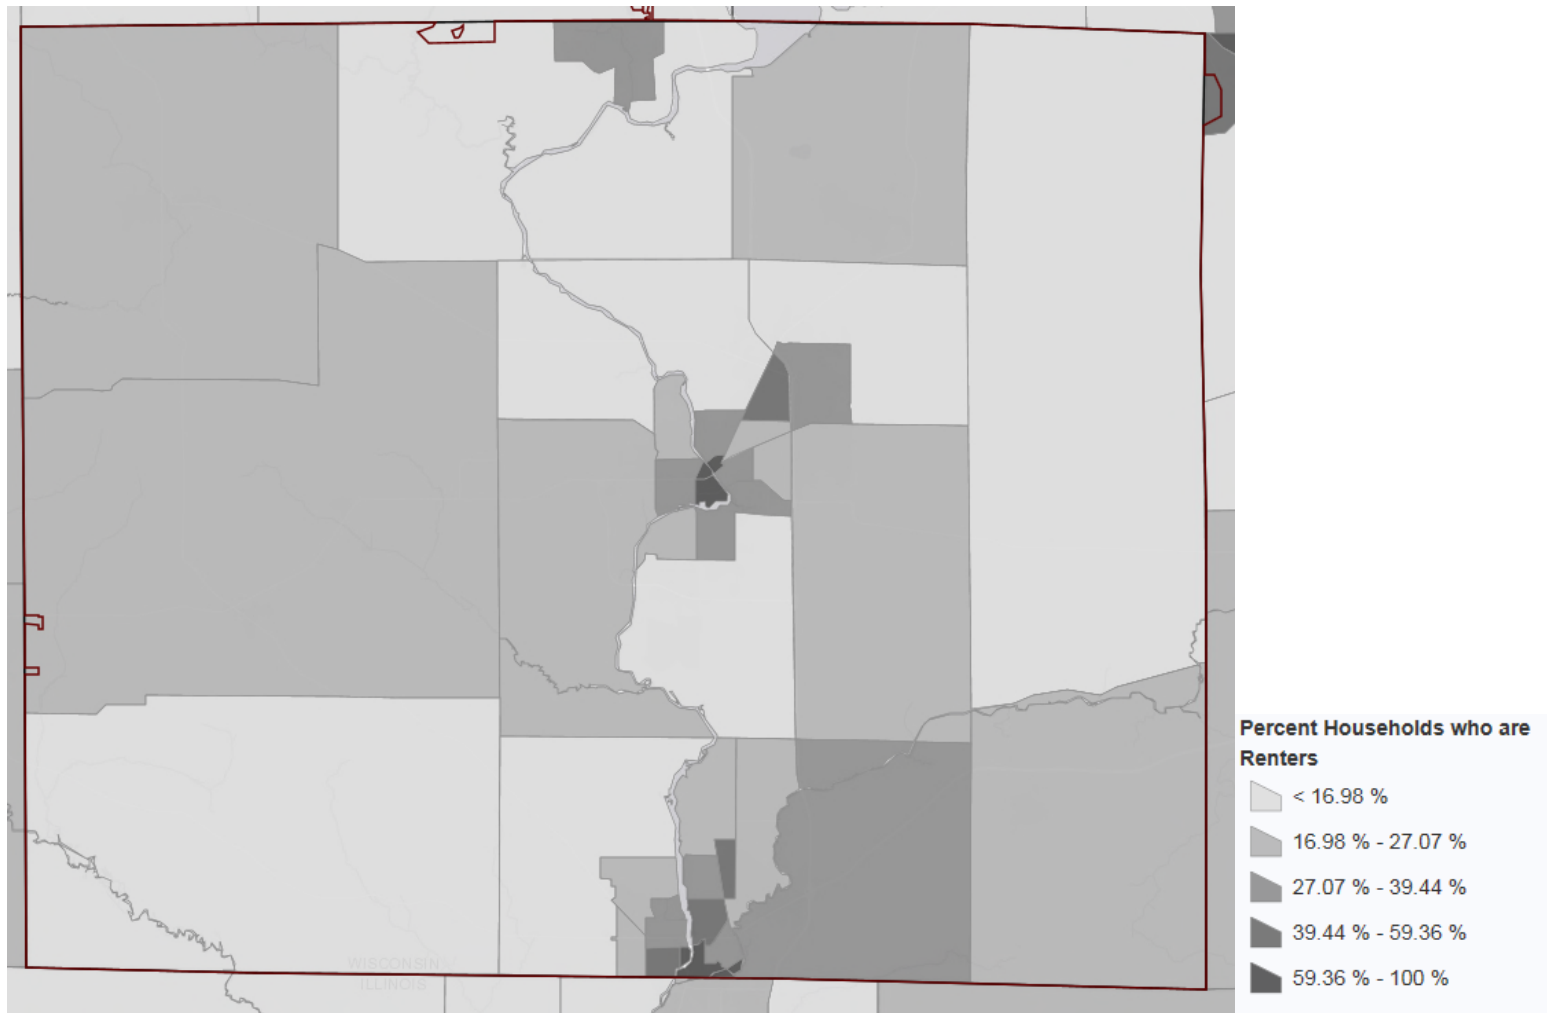 WISCONSIN
ILLINOIS
Percent Households who are
Renters
< 16.98 %
16.98 % - 27.07 %
27.07 % - 39.44 %
39.44 % - 59.36 %
59.36 % - 100 %